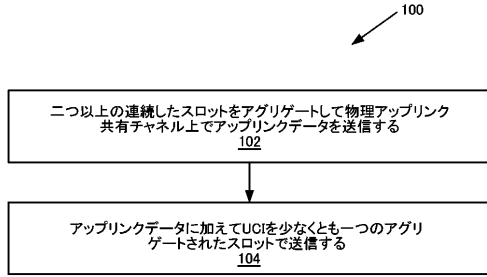 100
二つ以上の連続したスロットをアグリゲートして物理アップリンク
共有チャネル上でアップリンクデータを送信する
102
アップリンクデータに加えてUCIを少なくとも一つのアグリ
ゲートされたスロットで送信する
104